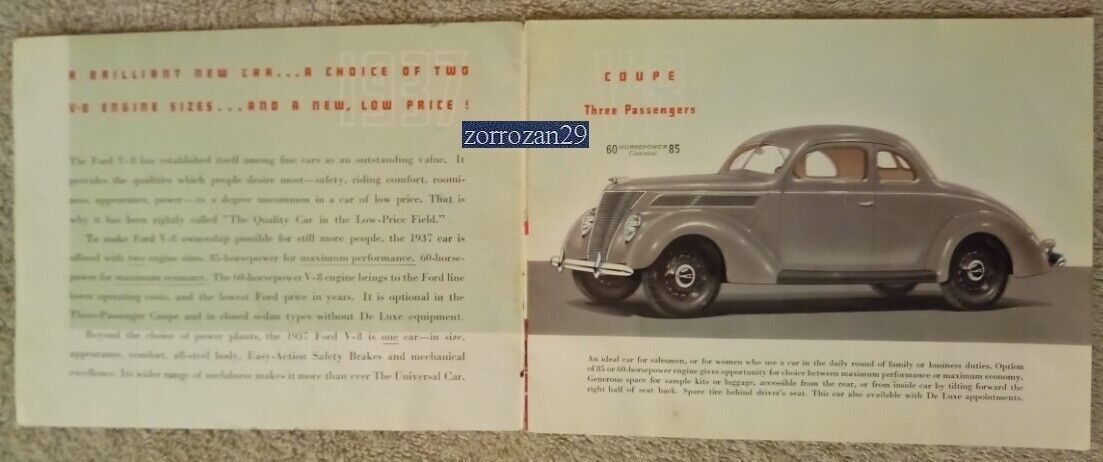 1937
A BRILLIANT NEW CAR...A CHOICE OF TWO
V-8 ENGINE SIZES...AND A NEW, LOW PRICE !
The Ford V-8 has established itself among fine cars as an outstanding value. It
provides the qualities which people desire most—safety, riding comfort, roomi-
ness, appearance, power—to a degree uncommon in a car of low price. That is
why it has been rightly called "The Quality Car in the Low-Price Field."
To make Ford V-8 ownership possible for still more people, the 1937 car is
offered with two engine sizes. 85-horsepower for maximum performance, 60-horse-
power for maximum economy. The 60-horsepower V-8 engine brings to the Ford line
lower operating costs, and the lowest Ford price in years. It is optional in the
Three-Passenger Coupe and in closed sedan types without De Luxe equipment.
Beyond the choice of power plants, the 1937 Ford V-8 is one car—in size,
appearance, comfort, all-steel body, Easy-Action Safety Brakes and mechanical
excellence. Its wider range of usefulness makes it more than ever The Universal Car.
zorrozan29
V-8
COUPE
Three Passengers
60 HORSEPOWER 85
Optional
An ideal car for salesmen, or for women who use a car in the daily round of family or business duties. Option
of 85 or 60-horsepower engine gives opportunity for choice between maximum performance or maximum economy.
Generous space for sample kits or luggage, accessible from the rear, or from inside car by tilting forward the
right half of seat back. Spare tire behind driver's seat. This car also available with De Luxe appointments.